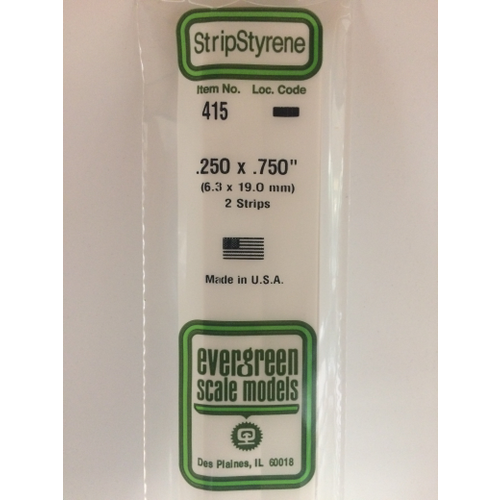 StripStyrene
Item No. Loc. Code
415
.250 x .750"
(6.3 x 19.0 mm)
2 Strips
Made in U.S.A.
evergreen
scale models
Des Plaines, IL 60018